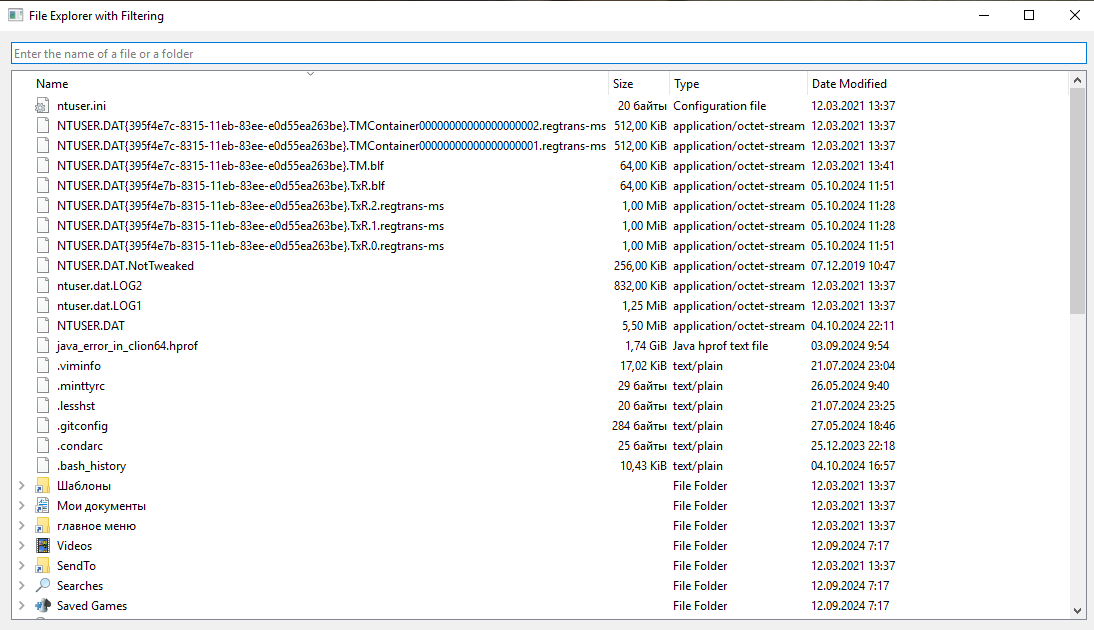 File Explorer with Filtering
Enter the name of a file or a folder
Name Size Type Date Modified
ntuser.ini 20 байты Configuration file 12.03.2021 13:37
NTUSER.DAT{395f4e7c-8315-11eb-83ee-e0d55ea263be}.TMContainer00000000000000000002.regtrans-ms 512,00 KiB application/octet-stream 12.03.2021 13:37
NTUSER.DAT{395f4e7c-8315-11eb-83ee-e0d55ea263be}.TMContainer00000000000000000001.regtrans-ms 512,00 KiB application/octet-stream 12.03.2021 13:37
NTUSER.DAT{395f4e7c-8315-11eb-83ee-e0d55ea263be}.TM.blf 64,00 KiB application/octet-stream 12.03.2021 13:41
NTUSER.DAT{395f4e7b-8315-11eb-83ee-e0d55ea263be}.TxR.blf 64,00 KiB application/octet-stream 05.10.2024 11:51
NTUSER.DAT{395f4e7b-8315-11eb-83ee-e0d55ea263be}.TxR.2.regtrans-ms 1,00 MiB application/octet-stream 05.10.2024 11:28
NTUSER.DAT{395f4e7b-8315-11eb-83ee-e0d55ea263be}.TxR.1.regtrans-ms 1,00 MiB application/octet-stream 05.10.2024 11:28
NTUSER.DAT{395f4e7b-8315-11eb-83ee-e0d55ea263be}.TxR.0.regtrans-ms 1,00 MiB application/octet-stream 05.10.2024 11:51
NTUSER.DAT.NotTweaked 256,00 KiB application/octet-stream 07.12.2019 10:47
ntuser.dat.LOG2 832,00 KiB application/octet-stream 12.03.2021 13:37
ntuser.dat.LOG1 1,25 MiB application/octet-stream 12.03.2021 13:37
NTUSER.DAT 5,50 MiB application/octet-stream 04.10.2024 22:11
java_error_in_clion64.hprof 1,74 GiB Java hprof text file 03.09.2024 9:54
.viminfo 17,02 KiB text/plain 21.07.2024 23:04
.minttyrc 29 байты text/plain 26.05.2024 9:40
.lesshst 20 байты text/plain 21.07.2024 23:25
.gitconfig 284 байты text/plain 27.05.2024 18:46
.condarc 25 байты text/plain 25.12.2023 22:18
.bash_history 10,43 KiB text/plain 04.10.2024 16:57
Шаблоны File Folder 12.03.2021 13:37
Мои документы File Folder 12.03.2021 13:37
главное меню File Folder 12.03.2021 13:37
Videos File Folder 12.09.2024 7:17
SendTo File Folder 12.03.2021 13:37
Searches File Folder 12.09.2024 7:17
Saved Games File Folder 12.09.2024 7:17